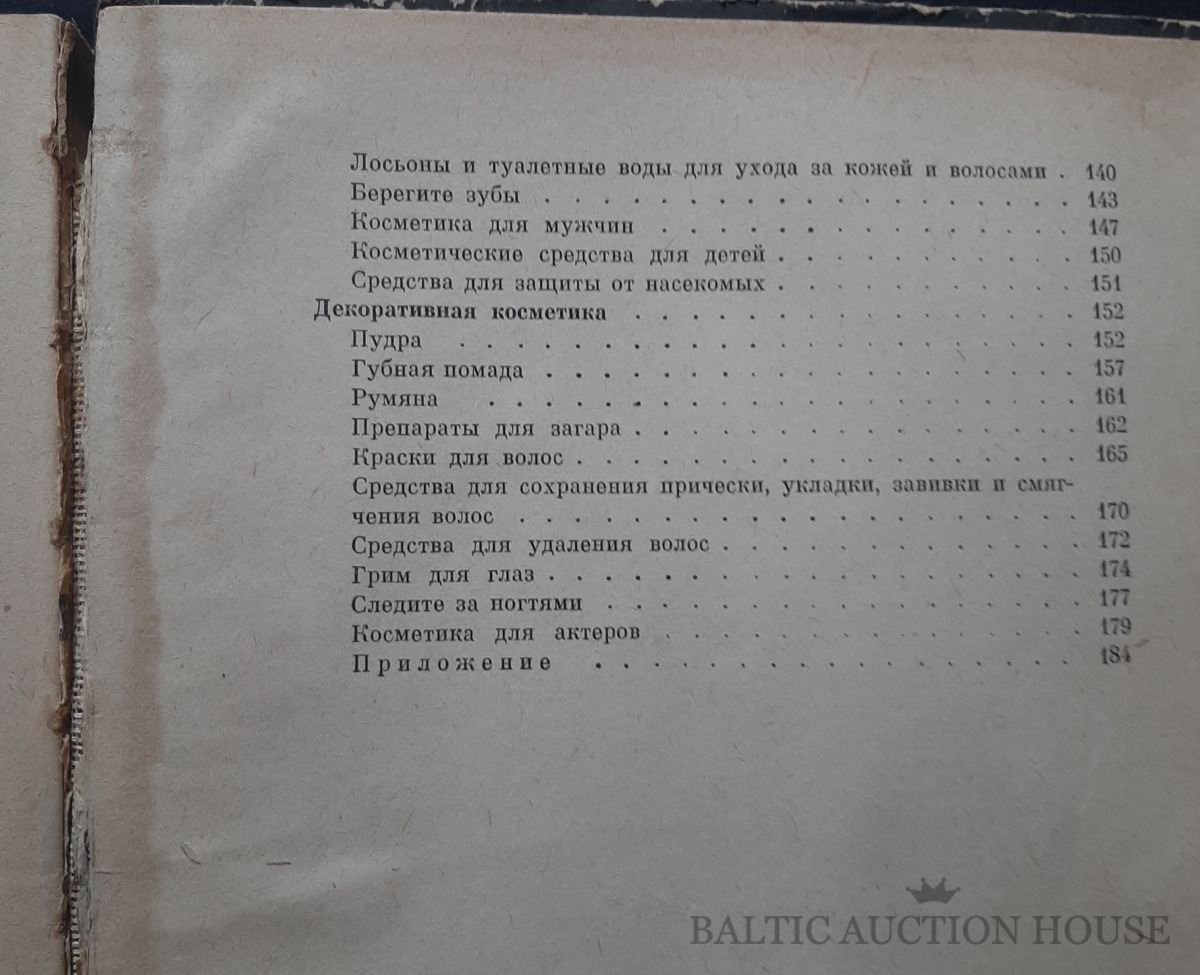 Лосьоны и туалетные воды для ухода за кожей и волосами . 140
Берегите зубы . . . . . . . . . . . . . . . . . . . 143
Косметика для мужчин . . . . . . . . . . . . . . . 147
Косметические средства для детей . . . . . . . . . . . 150
Средства для защиты от насекомых . . . . . . . . . . . 151
Декоративная косметика . . . . . . . . . . . . . . . . 152
Пудра . . . . . . . . . . . . . . . . . . . . . . 152
Губная помада . . . . . . . . . . . . . . . . . . . 157
Румяна . . . . . . . . . . . . . . . . . . . . . 161
Препараты для загара . . . . . . . . . . . . . . . . 162
Краски для волос . . . . . . . . . . . . . . . . . . 165
Средства для сохранения прически, укладки, завивки и смяг-
чения волос . . . . . . . . . . . . . . . . . . . . 170
Средства для удаления волос . . . . . . . . . . . . . 172
Грим для глаз . . . . . . . . . . . . . . . . . . . 174
Следите за ногтями . . . . . . . . . . . . . . . . . 177
Косметика для актеров . . . . . . . . . . . . . . . 179
Приложение . . . . . . . . . . . . . . . . . 184
BALTIC AUCTION HOUSE